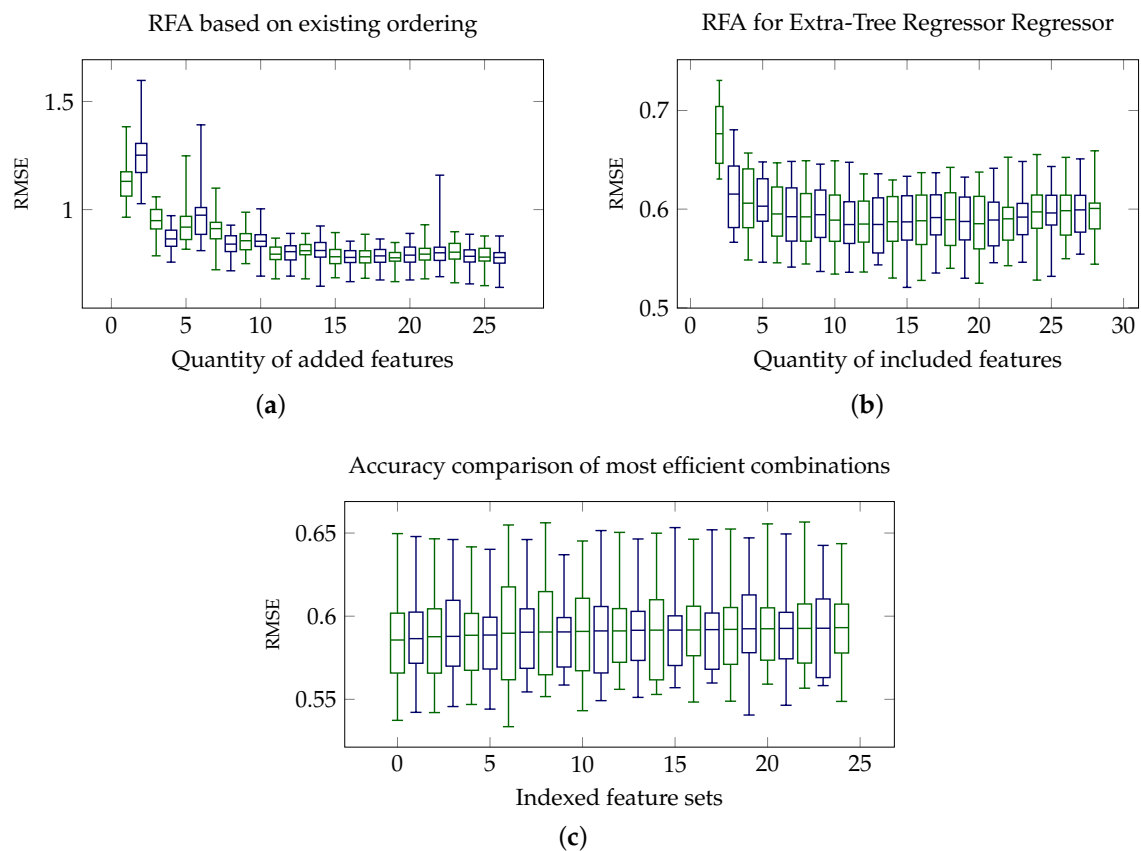 RFA based on existing ordering
RMSE
1.5
1
0 5 10 15 20 25
Quantity of added features
(a)
RFA for Extra-Tree Regressor Regressor
RMSE
0.7
0.6
0.5
0 5 10 15 20 25 30
Quantity of included features
(b)
Accuracy comparison of most efficient combinations
RMSE
0.65
0.6
0.55
0 5 10 15 20 25
Indexed feature sets
(c)